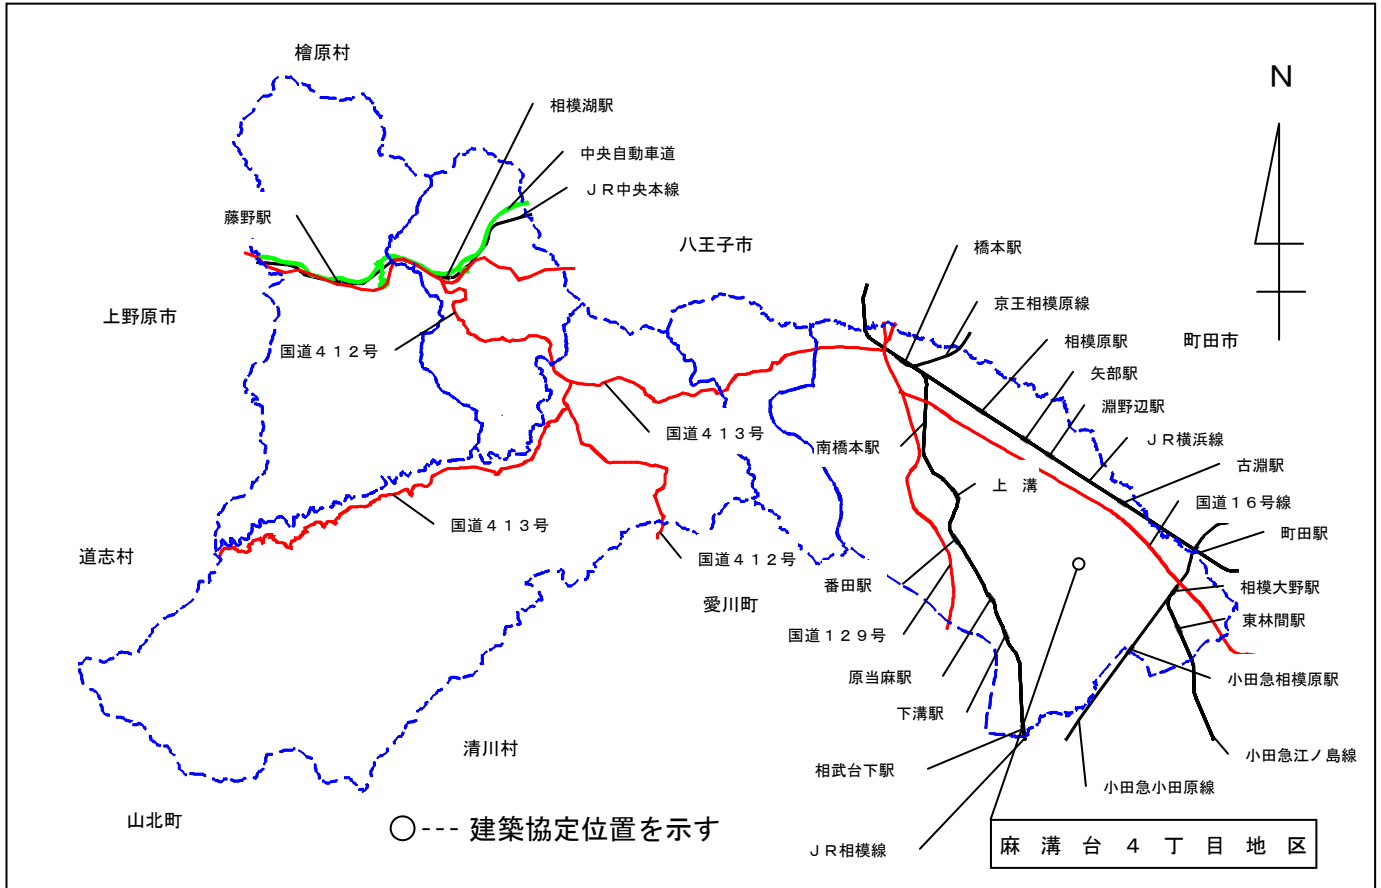 檜原村
N
相模湖駅
中央自動車道
ＪＲ中央本線
藤野駅
八王子市
橋本駅
京王相模原線
上野原市
相模原駅
町田市
国道４１２号
矢部駅
淵野辺駅
国道４１３号
南橋本駅
ＪＲ横浜線
古淵駅
上　溝
国道１６号線
国道４１３号
町田駅
道志村
国道４１２号
番田駅
相模大野駅
愛川町
東林間駅
国道１２９号
原当麻駅
小田急相模原駅
下溝駅
清川村
小田急江ノ島線
相武台下駅
小田急小田原線
山北町
○--- 建築協定位置を示す
ＪＲ相模線
麻溝台４丁目地区